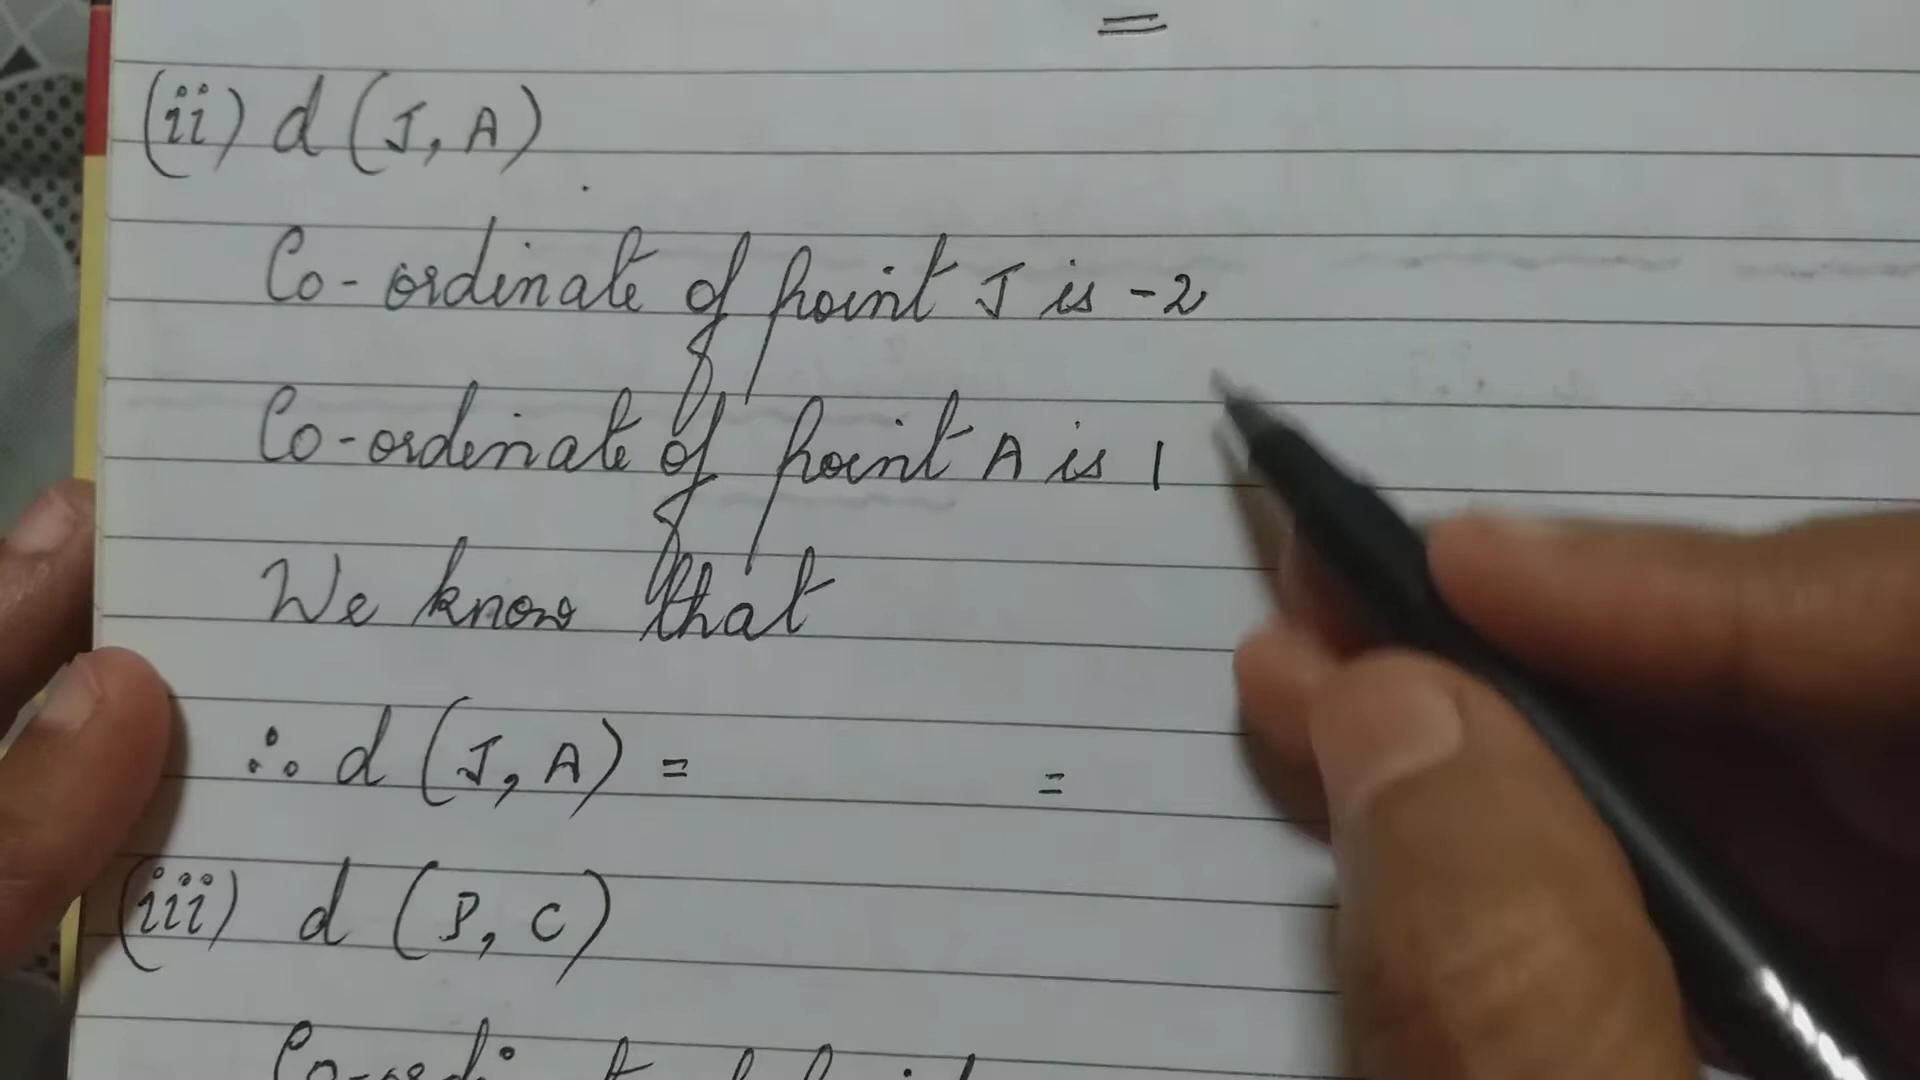 =
(ii) d (J, A)
Co-ordinate of point J is -2
Co-ordinate of point A is 1
We know that
∴ d (J, A) = =
(iii) d (P, C)